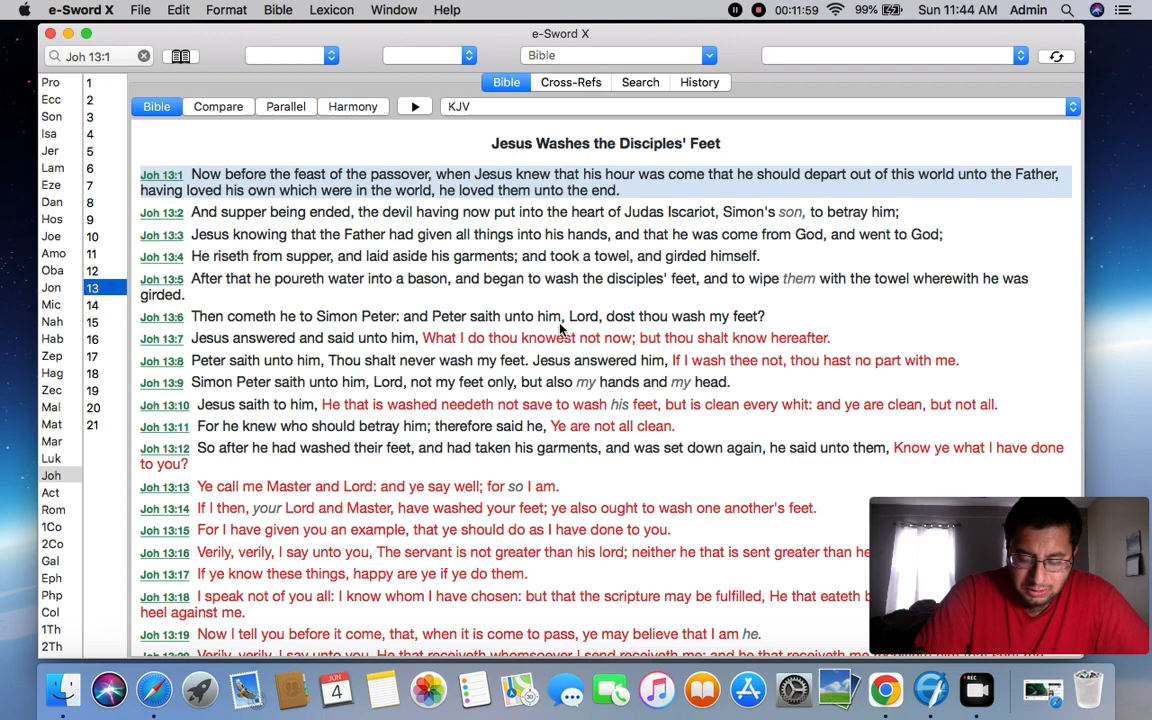 e-Sword X File Edit Format Bible Lexicon Window Help 00:11:59 99% Sun 11:44 AM Admin
e-Sword X
Joh 13:1 Bible
Bible Cross-Refs Search History
Bible Compare Parallel Harmony KJV
Pro
Ecc
Son
Isa
Jer
Lam
Eze
Dan
Hos
Joe
Amo
Oba
Jon
Mic
Nah
Hab
Zep
Hag
Zec
Mal
Mat
Mar
Luk
Joh
Act
Rom
1Co
2Co
Gal
Eph
Php
Col
1Th
2Th
1
2
3
4
5
6
7
8
9
10
11
12
13
14
15
16
17
18
19
20
21
Jesus Washes the Disciples' Feet
Joh 13:1 Now before the feast of the passover, when Jesus knew that his hour was come that he should depart out of this world unto the Father,
having loved his own which were in the world, he loved them unto the end.
Joh 13:2 And supper being ended, the devil having now put into the heart of Judas Iscariot, Simon's son, to betray him;
Joh 13:3 Jesus knowing that the Father had given all things into his hands, and that he was come from God, and went to God;
Joh 13:4 He riseth from supper, and laid aside his garments; and took a towel, and girded himself.
Joh 13:5 After that he poureth water into a bason, and began to wash the disciples' feet, and to wipe them with the towel wherewith he was
girded.
Joh 13:6 Then cometh he to Simon Peter: and Peter saith unto him, Lord, dost thou wash my feet?
Joh 13:7 Jesus answered and said unto him, What I do thou knowest not now; but thou shalt know hereafter.
Joh 13:8 Peter saith unto him, Thou shalt never wash my feet. Jesus answered him, If I wash thee not, thou hast no part with me.
Joh 13:9 Simon Peter saith unto him, Lord, not my feet only, but also my hands and my head.
Joh 13:10 Jesus saith to him, He that is washed needeth not save to wash his feet, but is clean every whit: and ye are clean, but not all.
Joh 13:11 For he knew who should betray him; therefore said he, Ye are not all clean.
Joh 13:12 So after he had washed their feet, and had taken his garments, and was set down again, he said unto them, Know ye what I have done
to you?
Joh 13:13 Ye call me Master and Lord: and ye say well; for so I am.
Joh 13:14 If I then, your Lord and Master, have washed your feet; ye also ought to wash one another's feet.
Joh 13:15 For I have given you an example, that ye should do as I have done to you.
Joh 13:16 Verily, verily, I say unto you, The servant is not greater than his lord; neither he that is sent greater than he
Joh 13:17 If ye know these things, happy are ye if ye do them.
Joh 13:18 I speak not of you all: I know whom I have chosen: but that the scripture may be fulfilled, He that eateth
heel against me.
Joh 13:19 Now I tell you before it come, that, when it is come to pass, ye may believe that I am he.
Verily, verily, I say unto you, He that receiveth whomsoever I send receiveth me; and he that receiveth me
JUN
4
REC